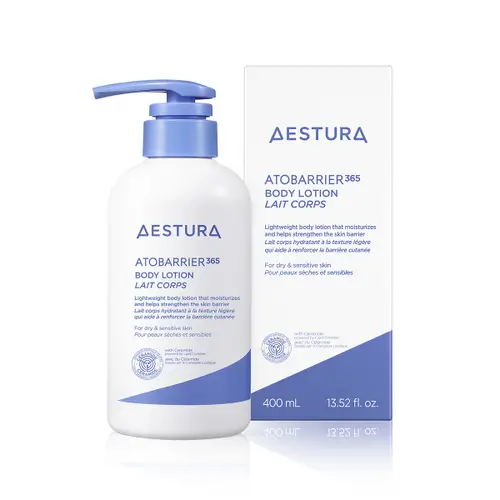 AESTURA
ATOBARRIER365
BODY LOTION
LAIT CORPS
Lightweight body lotion that moisturizes
and helps strengthen the skin barrier
Lait corps hydratant à la texture légère
qui aide à renforcer la barrière cutanée
For dry & sensitive skin
Pour peaux sèches et sensibles
with Ceramide
AESTURA
ATOBARRIER365
BODY LOTION
LAIT CORPS
Lightweight body lotion that moisturizes
and helps strengthen the skin barrier
Lait corps hydratant à la texture légère
qui aide à renforcer la barrière cutanée
For dry & sensitive skin
Pour peaux sèches et sensibles
with Ceramide
400 mL 13.52 fl. oz.